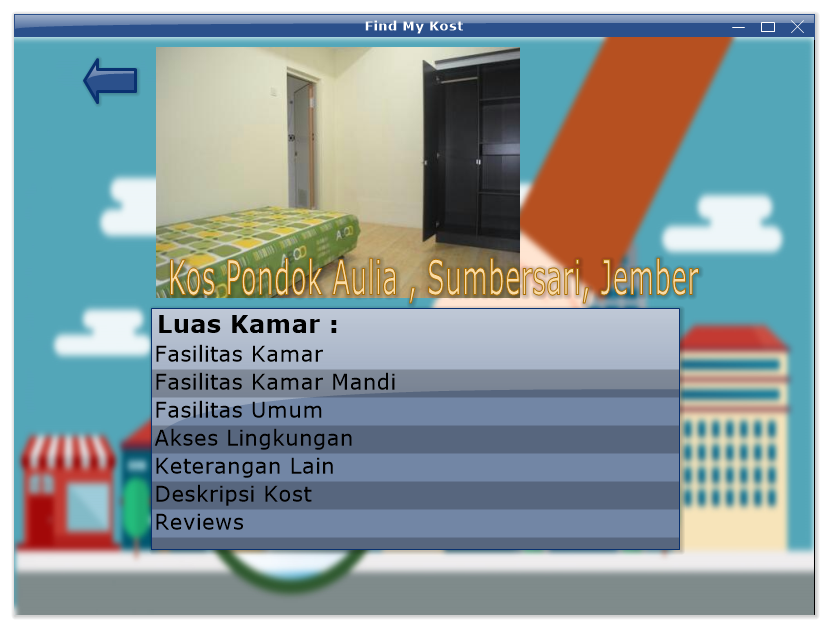 Find My Kost
Kos Pondok Aulia , Sumbersari, Jember
Luas Kamar :
Fasilitas Kamar
Fasilitas Kamar Mandi
Fasilitas Umum
Akses Lingkungan
Keterangan Lain
Deskripsi Kost
Reviews